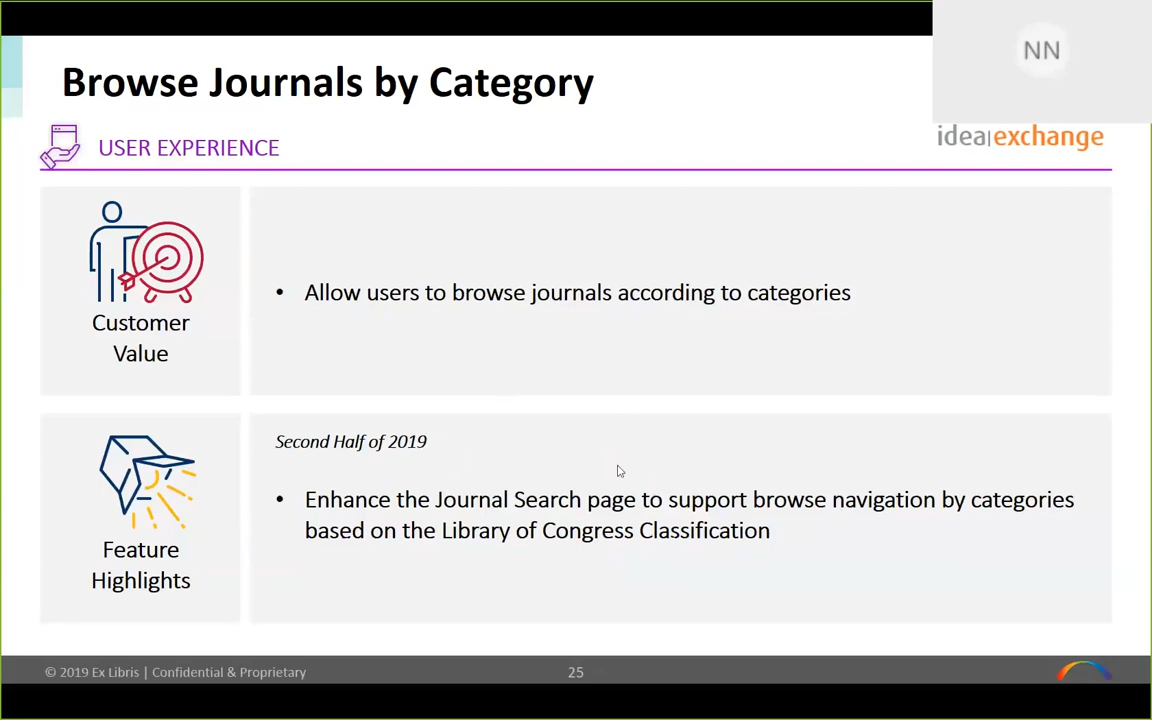 NN
Browse Journals by Category
USER EXPERIENCE
idea|exchange
Customer
Value
• Allow users to browse journals according to categories
Feature
Highlights
Second Half of 2019
• Enhance the Journal Search page to support browse navigation by categories
based on the Library of Congress Classification
© 2019 Ex Libris | Confidential & Proprietary
25